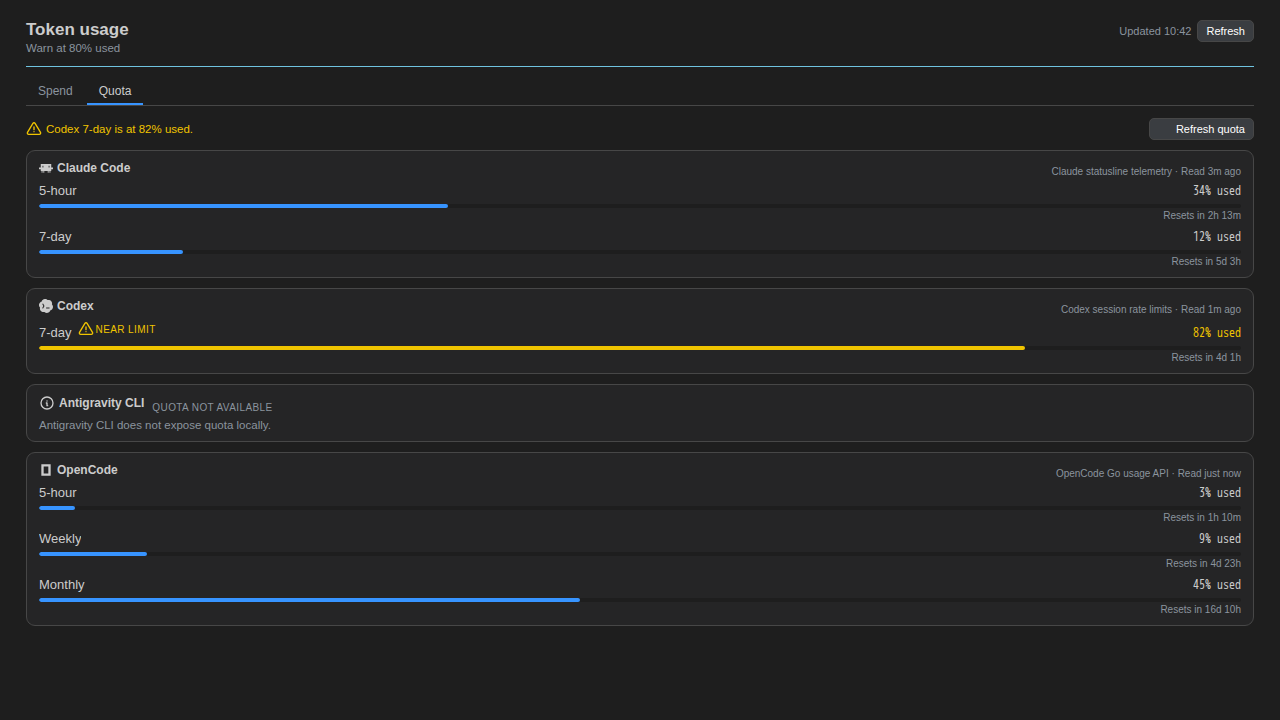 Token usage
Updated 10:42
Refresh
Warn at 80% used
Spend
Quota
Codex 7-day is at 82% used.
Refresh quota
Claude Code
Claude statusline telemetry · Read 3m ago
5-hour
34% used
Resets in 2h 13m
7-day
12% used
Resets in 5d 3h
Codex
Codex session rate limits · Read 1m ago
7-day
NEAR LIMIT
82% used
Resets in 4d 1h
Antigravity CLI
QUOTA NOT AVAILABLE
Antigravity CLI does not expose quota locally.
OpenCode
OpenCode Go usage API · Read just now
5-hour
3% used
Resets in 1h 10m
Weekly
9% used
Resets in 4d 23h
Monthly
45% used
Resets in 16d 10h